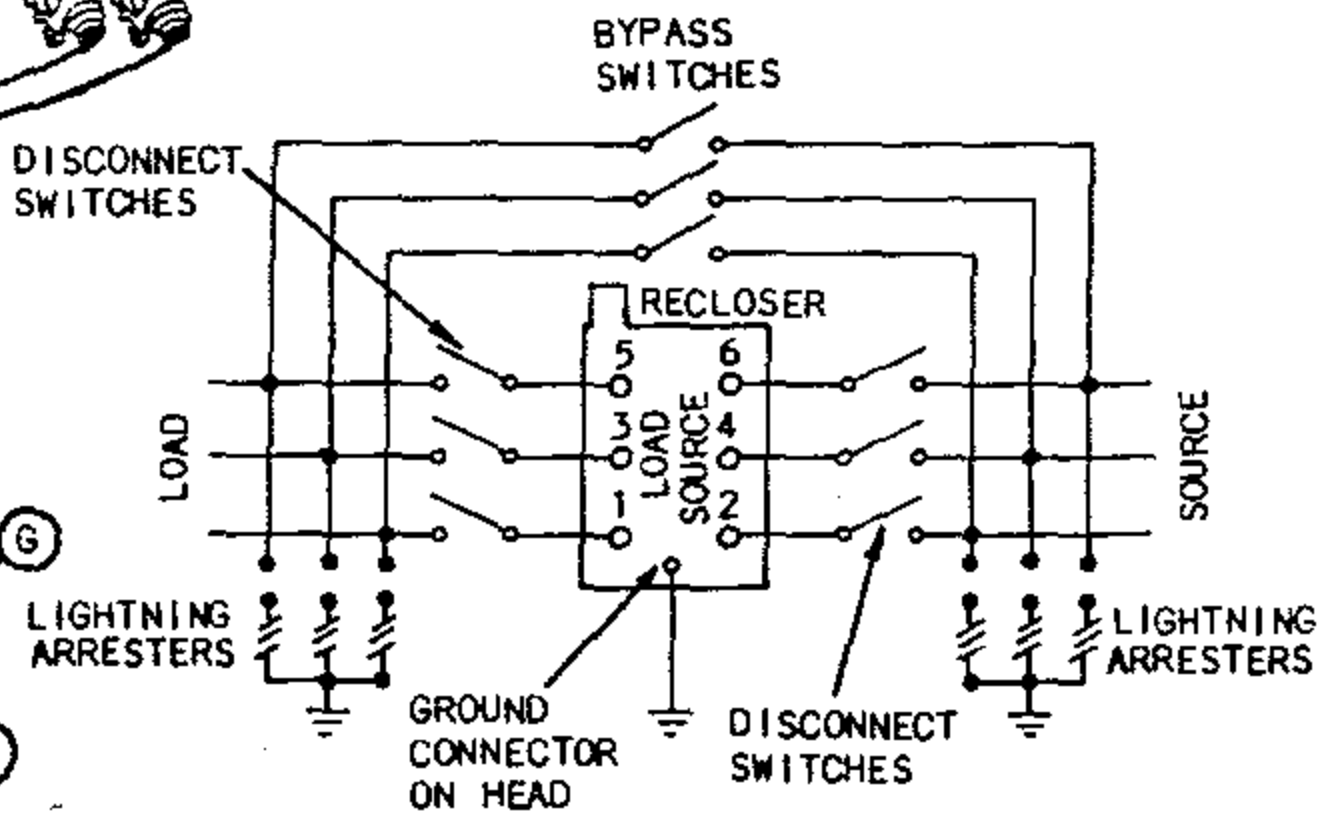 BYPASS
SWITCHES
DISCONNECT
SWITCHES
RECLOSER
5 6
3 4
1 2
LOAD
SOURCE
LOAD
SOURCE
G
LIGHTNING
ARRESTERS
LIGHTNING
ARRESTERS
GROUND
CONNECTOR
ON HEAD
DISCONNECT
SWITCHES